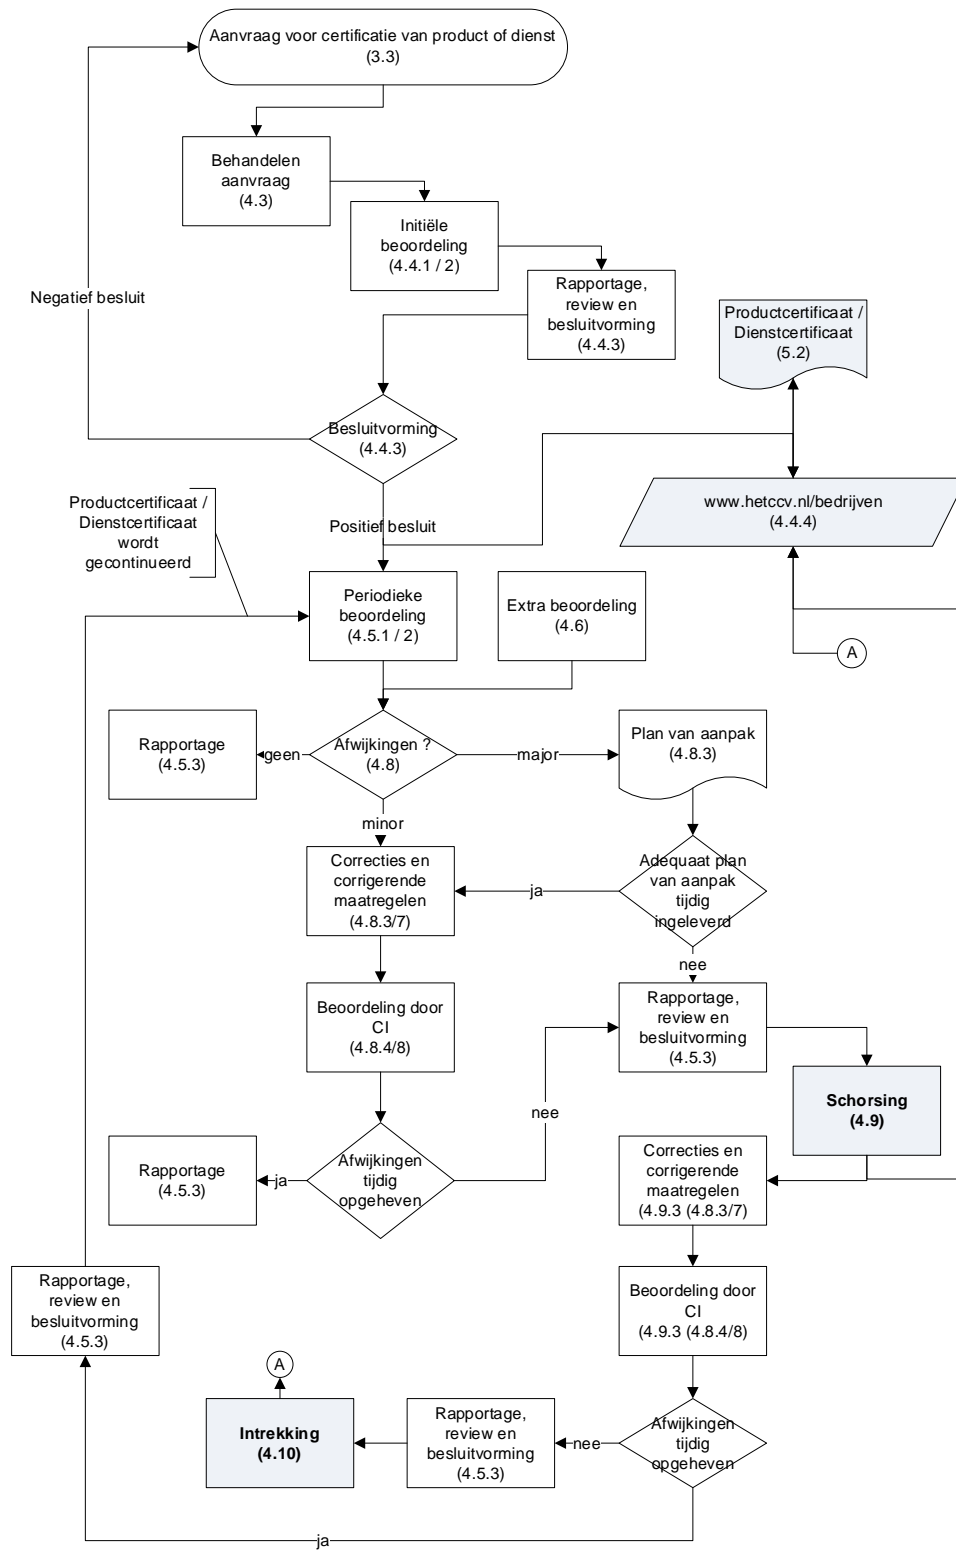 Aanvraag voor certificatie van product of dienst
(3.3)
Behandelen
aanvraag
(4.3)
Initiële
beoordeling
(4.4.1 / 2)
Negatief besluit
Rapportage,
review en
besluitvorming
(4.4.3)
Productcertificaat /
Dienstcertificaat
(5.2)
Besluitvorming
(4.4.3)
www.hetccv.nl/bedrijven
(4.4.4)
Productcertificaat /
Dienstcertificaat
wordt
gecontinueerd
Positief besluit
Periodieke
beoordeling
(4.5.1 / 2)
Extra beoordeling
(4.6)
A
Rapportage
(4.5.3)
geen
Afwijkingen ?
(4.8)
major
Plan van aanpak
(4.8.3)
minor
Correcties en
corrigerende
maatregelen
(4.8.3/7)
ja
Adequaat plan
van aanpak
tijdig
ingeleverd
nee
Beoordeling door
CI
(4.8.4/8)
Rapportage,
review en
besluitvorming
(4.5.3)
Schorsing
(4.9)
nee
Rapportage
(4.5.3)
ja
Afwijkingen
tijdig
opgeheven
Correcties en
corrigerende
maatregelen
(4.9.3 (4.8.3/7)
Rapportage,
review en
besluitvorming
(4.5.3)
Beoordeling door
CI
(4.9.3 (4.8.4/8)
A
Intrekking
(4.10)
Rapportage,
review en
besluitvorming
(4.5.3)
nee
Afwijkingen
tijdig
opgeheven
ja